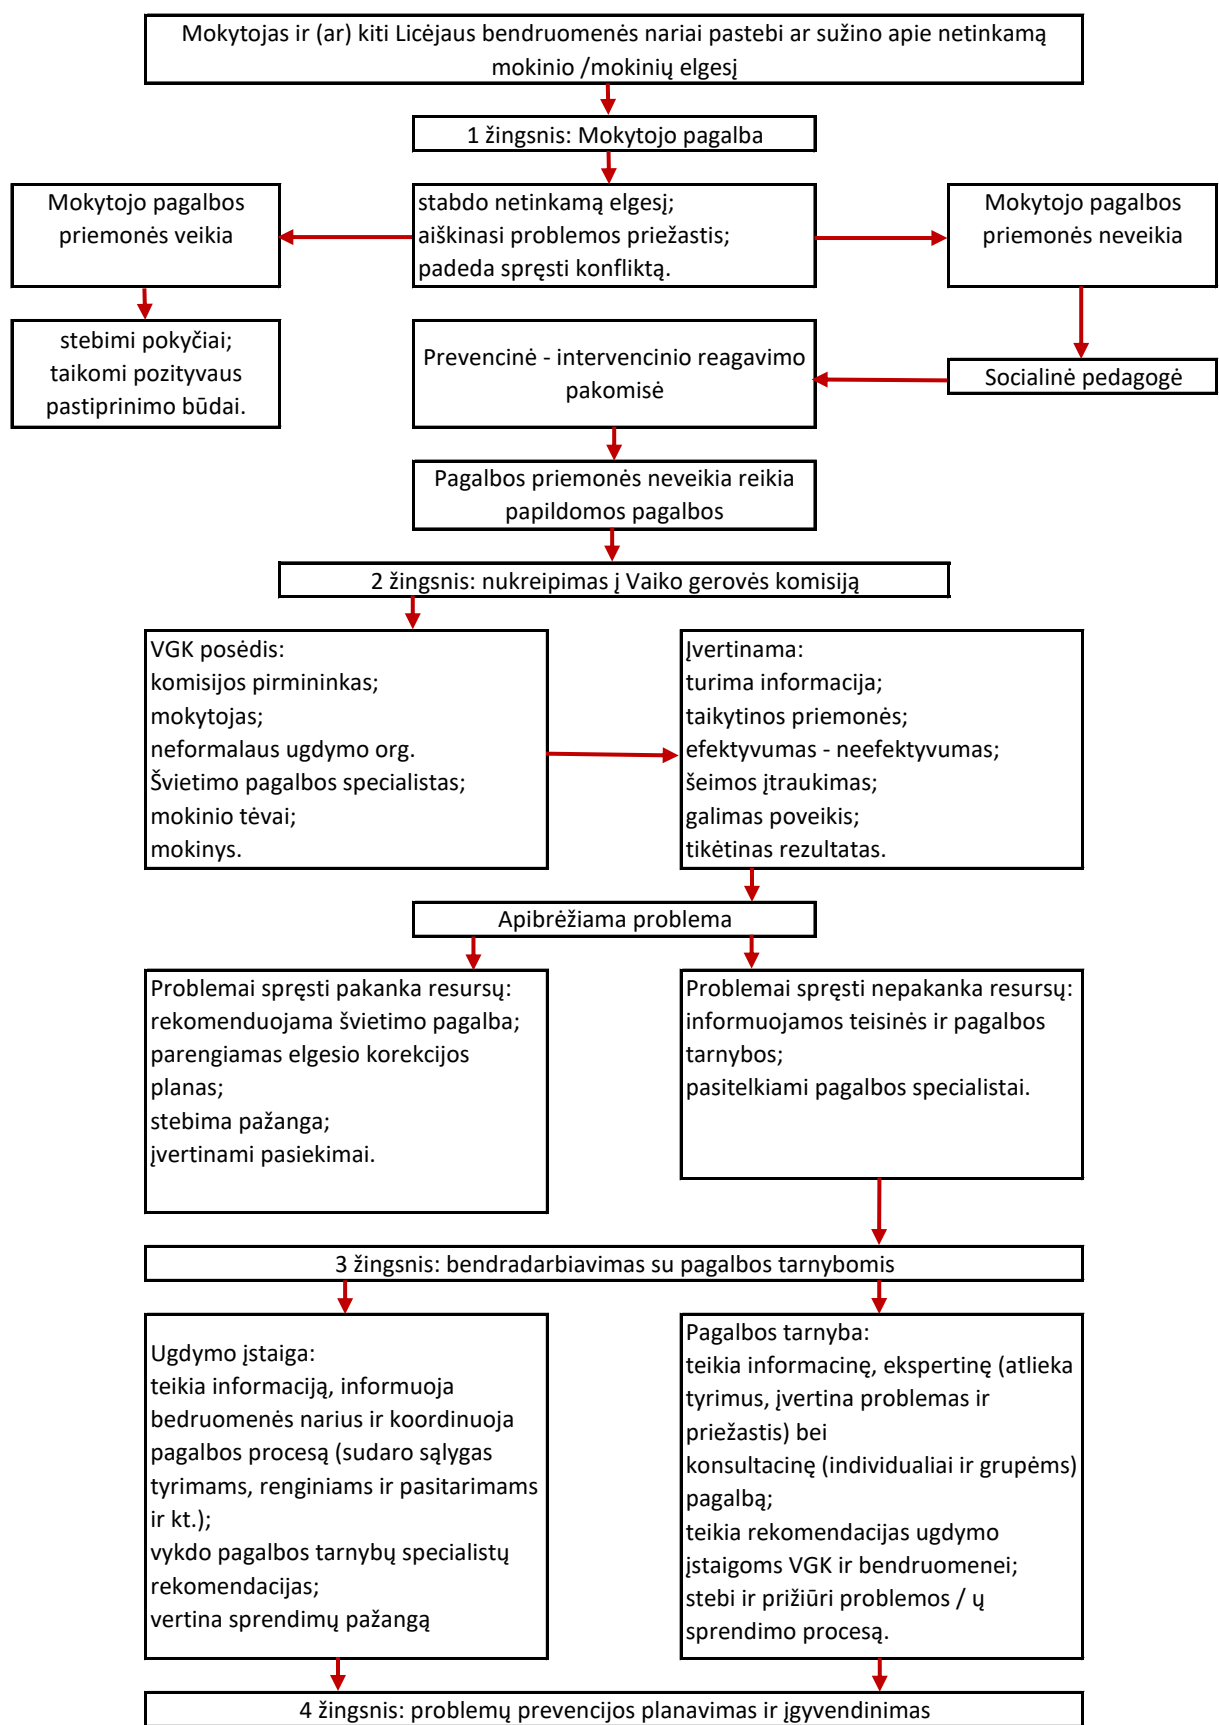 Mokytojas ir (ar) kiti Licėjaus bendruomenės nariai pastebi ar sužino apie netinkamą
mokinio /mokinių elgesį
1 žingsnis: Mokytojo pagalba
Mokytojo pagalbos
priemonės veikia
stabdo netinkamą elgesį;
aiškinasi problemos priežastis;
padeda spręsti konfliktą.
Mokytojo pagalbos
priemonės neveikia
stebimi pokyčiai;
taikomi pozityvaus
pastiprinimo būdai.
Prevencinė - intervencinio reagavimo
pakomisė
Socialinė pedagogė
Pagalbos priemonės neveikia reikia
papildomos pagalbos
2 žingsnis: nukreipimas į Vaiko gerovės komisiją
VGK posėdis:
komisijos pirmininkas;
mokytojas;
neformalaus ugdymo org.
Švietimo pagalbos specialistas;
mokinio tėvai;
mokinys.
Įvertinama:
turima informacija;
taikytinos priemonės;
efektyvumas - neefektyvumas;
šeimos įtraukimas;
galimas poveikis;
tikėtinas rezultatas.
Apibrėžiama problema
Problemai spręsti pakanka resursų:
rekomenduojama švietimo pagalba;
parengiamas elgesio korekcijos
planas;
stebima pažanga;
įvertinami pasiekimai.
Problemai spręsti nepakanka resursų:
informuojamos teisinės ir pagalbos
tarnybos;
pasitelkiami pagalbos specialistai.
3 žingsnis: bendradarbiavimas su pagalbos tarnybomis
Ugdymo įstaiga:
teikia informaciją, informuoja
bedruomenės narius ir koordinuoja
pagalbos procesą (sudaro sąlygas
tyrimams, renginiams ir pasitarimams
ir kt.);
vykdo pagalbos tarnybų specialistų
rekomendacijas;
vertina sprendimų pažangą
Pagalbos tarnyba:
teikia informacinę, ekspertinę (atlieka
tyrimus, įvertina problemas ir
priežastis) bei
konsultacinę (individualiai ir grupėms)
pagalbą;
teikia rekomendacijas ugdymo
įstaigoms VGK ir bendruomenei;
stebi ir prižiūri problemos / ų
sprendimo procesą.
4 žingsnis: problemų prevencijos planavimas ir įgyvendinimas